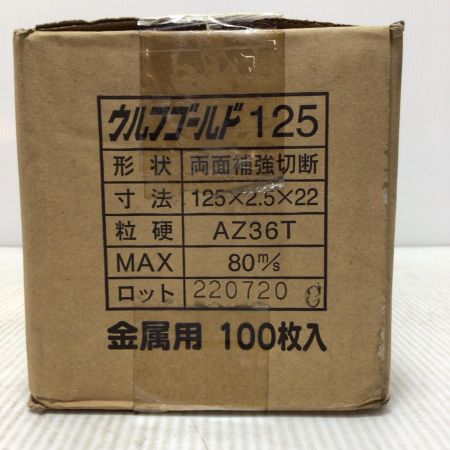 ウルフゴールド 125
形状 両面補強切断
寸法 125×2.5×22
粒硬 AZ36T
MAX 80m/s
ロット 220720 C
金属用 100枚入